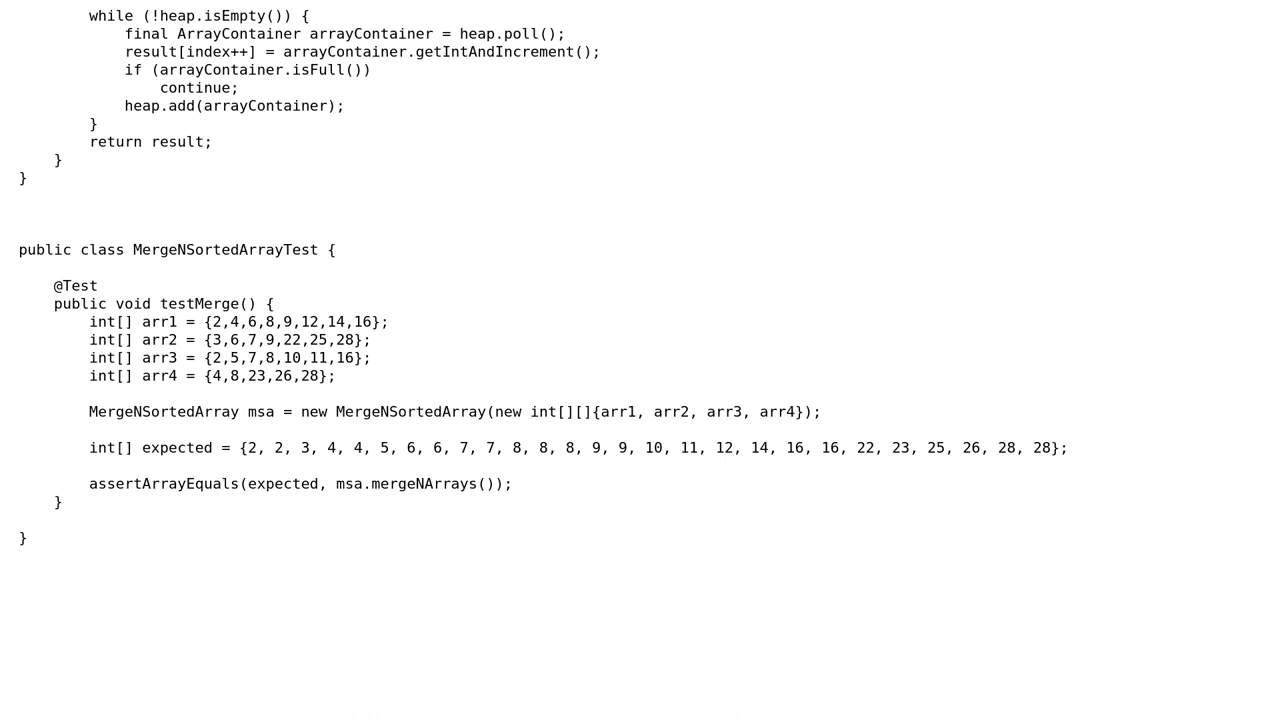 while (!heap.isEmpty()) {
final ArrayContainer arrayContainer = heap.poll();
result[index++] = arrayContainer.getIntAndIncrement();
if (arrayContainer.isFull())
continue;
heap.add(arrayContainer);
}
return result;
}
}
public class MergeNSortedArrayTest {
@Test
public void testMerge() {
int[] arr1 = {2,4,6,8,9,12,14,16};
int[] arr2 = {3,6,7,9,22,25,28};
int[] arr3 = {2,5,7,8,10,11,16};
int[] arr4 = {4,8,23,26,28};
MergeNSortedArray msa = new MergeNSortedArray(new int[][]{arr1, arr2, arr3, arr4});
int[] expected = {2, 2, 3, 4, 4, 5, 6, 6, 7, 7, 8, 8, 8, 9, 9, 10, 11, 12, 14, 16, 16, 22, 23, 25, 26, 28, 28};
assertArrayEquals(expected, msa.mergeNArrays());
}
}